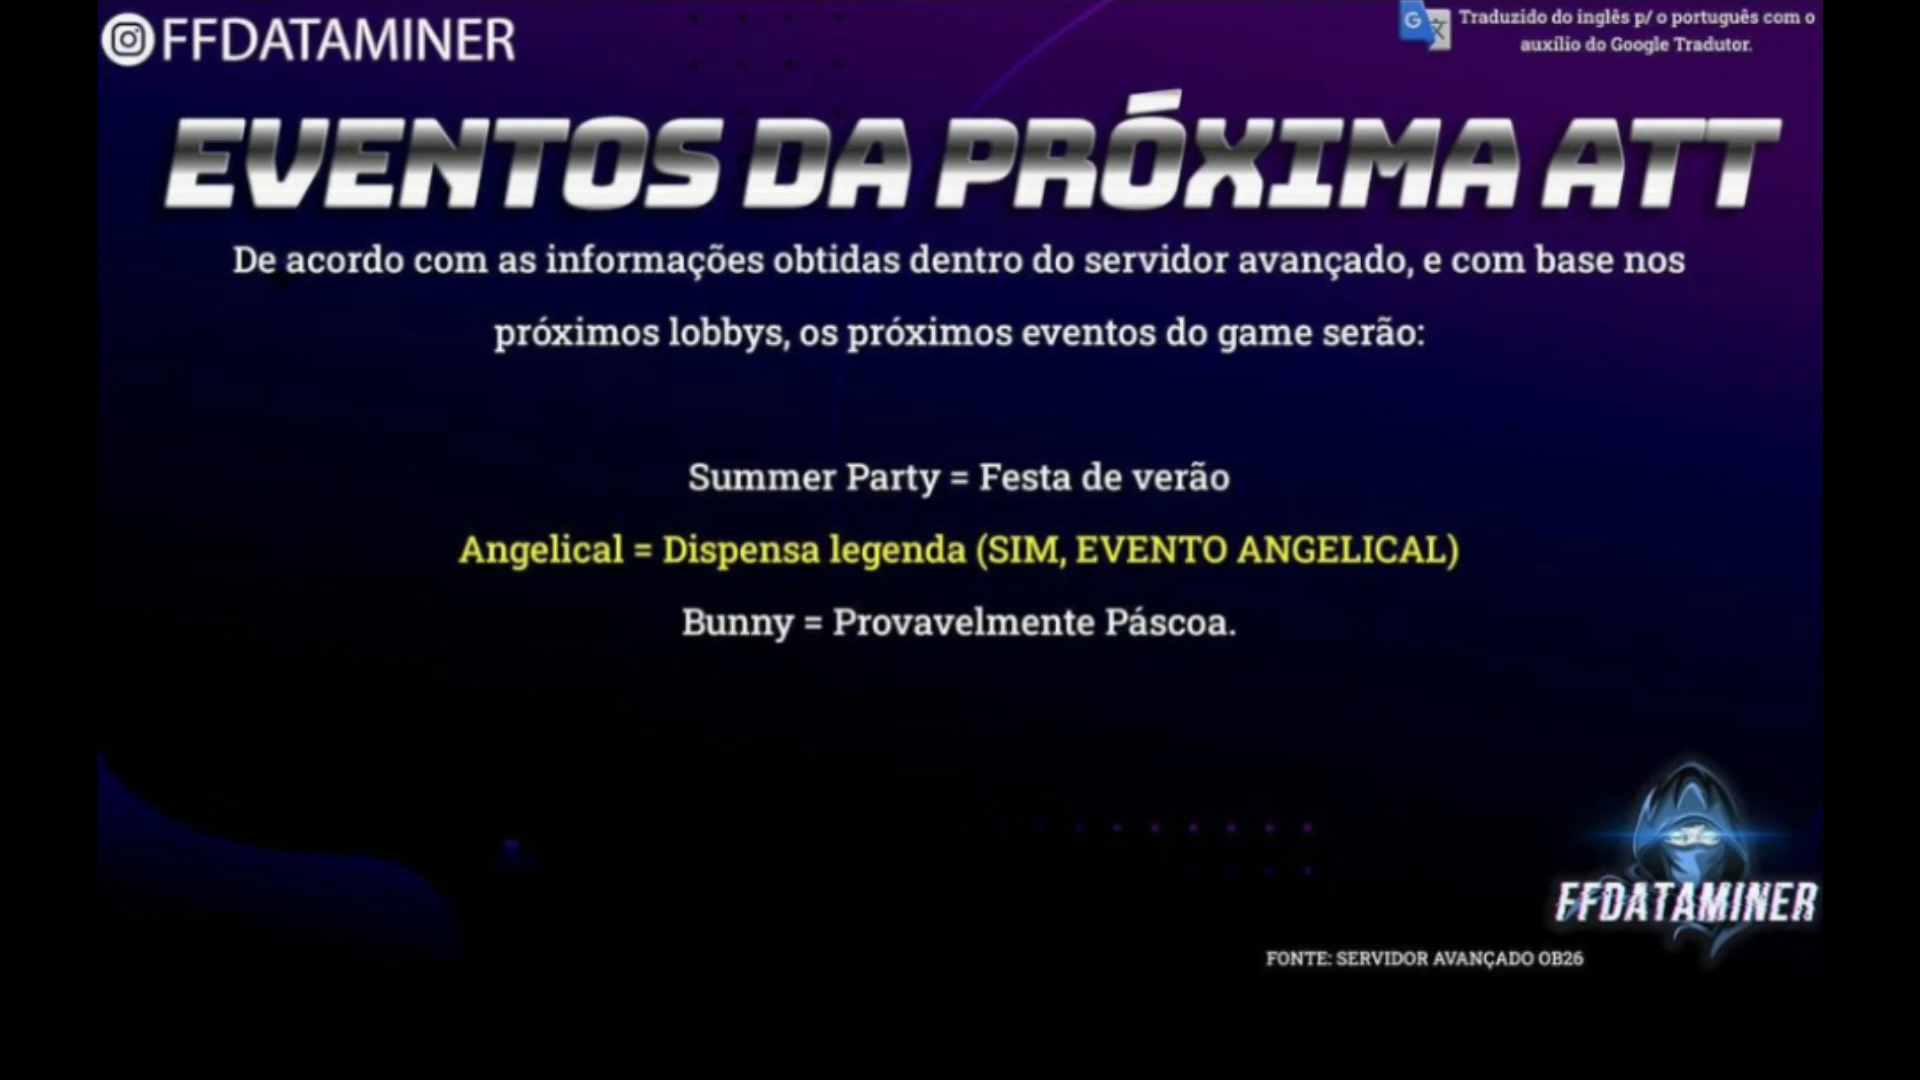 FFDATAMINER
Traduzido do inglês p/ o português com o
auxílio do Google Tradutor.
EVENTOS DA PRÓXIMA ATT
De acordo com as informações obtidas dentro do servidor avançado, e com base nos
próximos lobbys, os próximos eventos do game serão:
Summer Party = Festa de verão
Angelical = Dispensa legenda (SIM, EVENTO ANGELICAL)
Bunny = Provavelmente Páscoa.
FFDATAMINER
FONTE: SERVIDOR AVANÇADO OB26